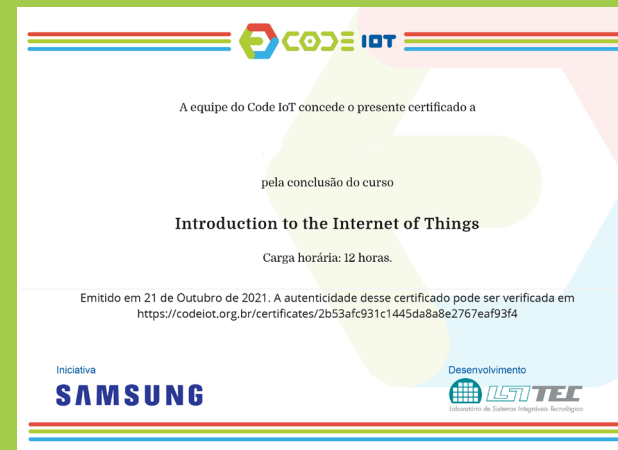 CODE IOT
A equipe do Code IoT concede o presente certificado a
pela conclusão do curso
Introduction to the Internet of Things
Carga horária: 12 horas.
Emitido em 21 de Outubro de 2021. A autenticidade desse certificado pode ser verificada em
https://codeiot.org.br/certificates/2b53afc931c1445da8a8e2767eaf93f4
Iniciativa
Desenvolvimento
SAMSUNG
LSITEC
Laboratório de Sistemas Integráveis Tecnológico